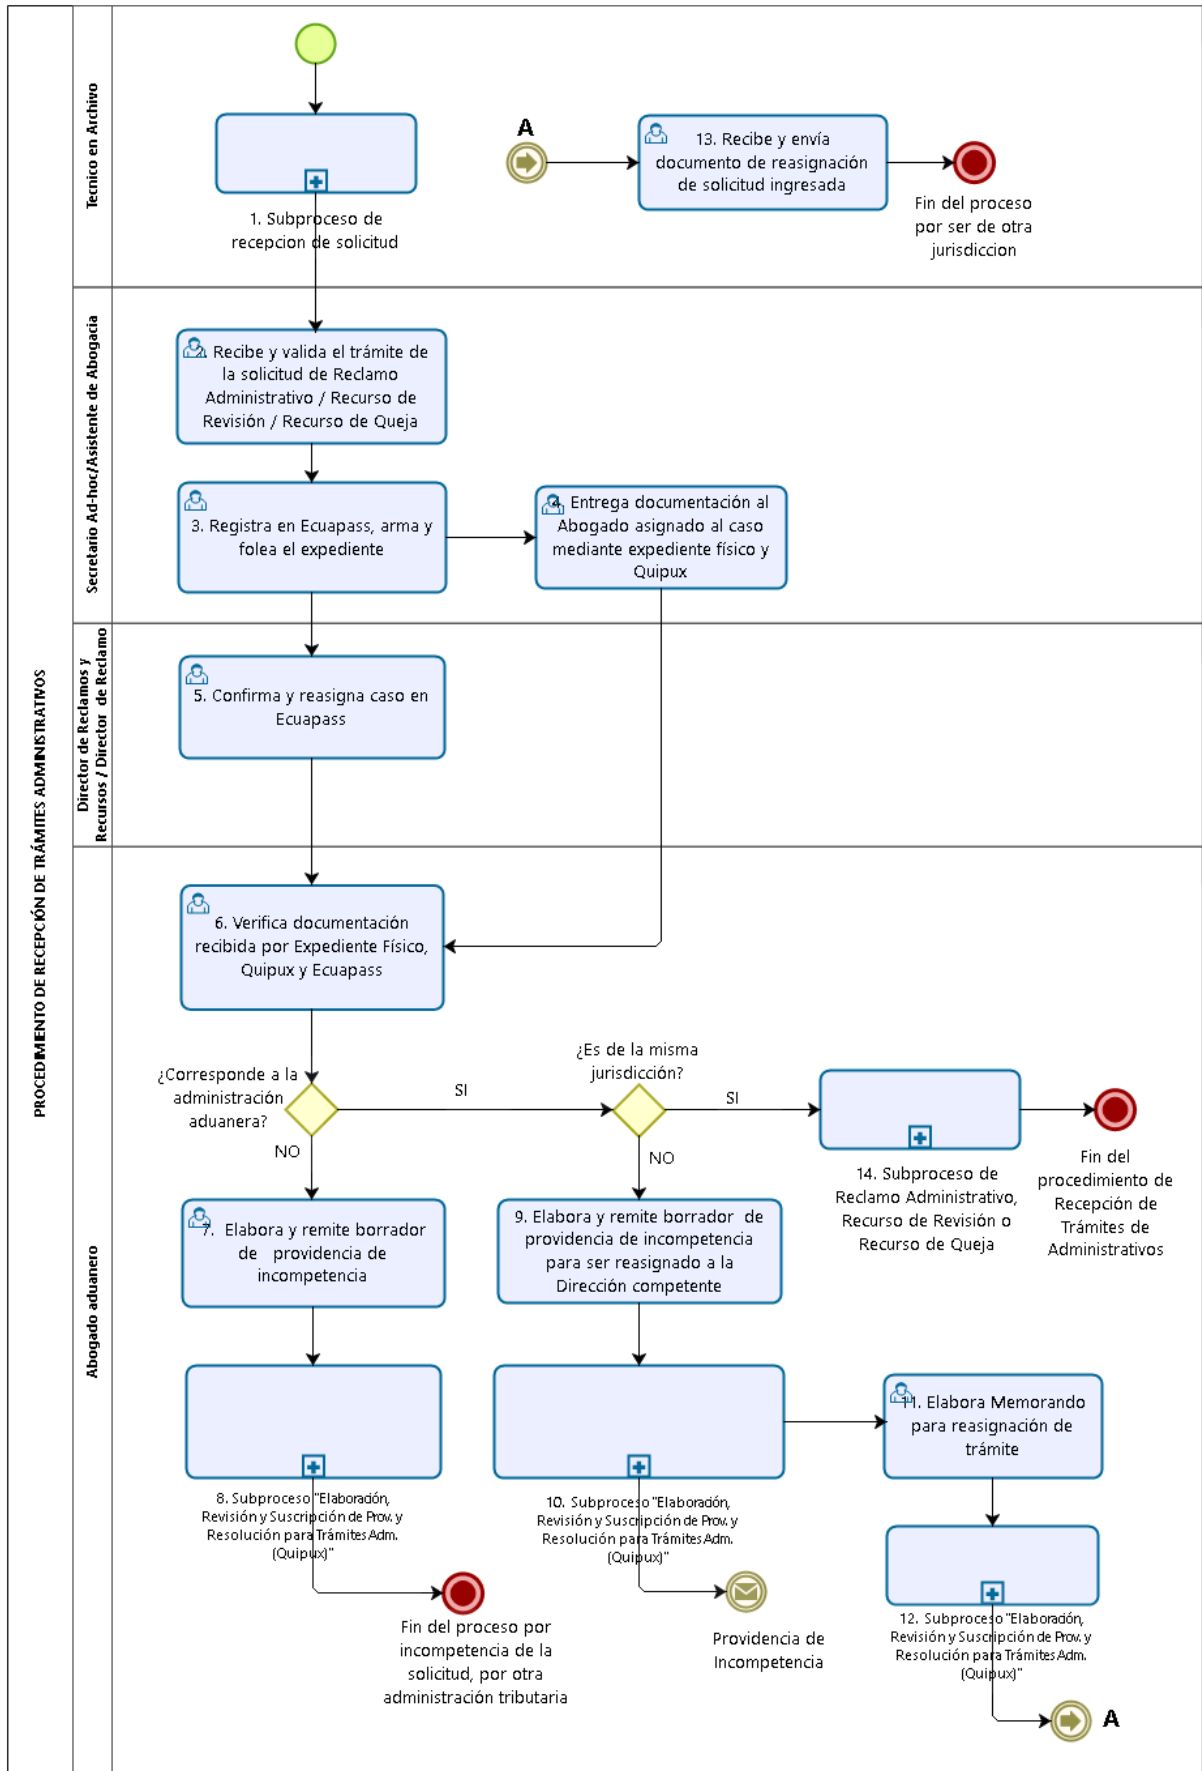 PROCEDIMIENTO DE RECEPCIÓN DE TRÁMITES ADMINISTRATIVOS
Tecnico en Archivo
1. Subproceso de
recepcion de solicitud
A
13. Recibe y envía
documento de reasignación
de solicitud ingresada
Fin del proceso
por ser de otra
jurisdiccion
Secretario Ad-hoc/Asistente de Abogacia
2. Recibe y valida el trámite de
la solicitud de Reclamo
Administrativo / Recurso de
Revisión / Recurso de Queja
3. Registra en Ecuapass, arma y
folea el expediente
4. Entrega documentación al
Abogado asignado al caso
mediante expediente físico y
Quipux
Director de Reclamos y
Recursos / Director de Reclamo
5. Confirma y reasigna caso en
Ecuapass
Abogado aduanero
6. Verifica documentación
recibida por Expediente Físico,
Quipux y Ecuapass
¿Corresponde a la
administración
aduanera?
SI
NO
¿Es de la misma
jurisdicción?
SI
NO
14. Subproceso de
Reclamo Administrativo,
Recurso de Revisión o
Recurso de Queja
Fin del
procedimiento de
Recepción de
Trámites de
Administrativos
7. Elabora y remite borrador
de providencia de
incompetencia
9. Elabora y remite borrador de
providencia de incompetencia
para ser reasignado a la
Dirección competente
8. Subproceso "Elaboración,
Revisión y Suscripción de Prov. y
Resolución para Trámites Adm.
(Quipux)"
10. Subproceso "Elaboración,
Revisión y Suscripción de Prov. y
Resolución para Trámites Adm.
(Quipux)"
11. Elabora Memorando
para reasignación de
trámite
12. Subproceso "Elaboración,
Revisión y Suscripción de Prov. y
Resolución para Trámites Adm.
(Quipux)"
Fin del proceso por
incompetencia de la
solicitud, por otra
administración tributaria
Providencia de
Incompetencia
A